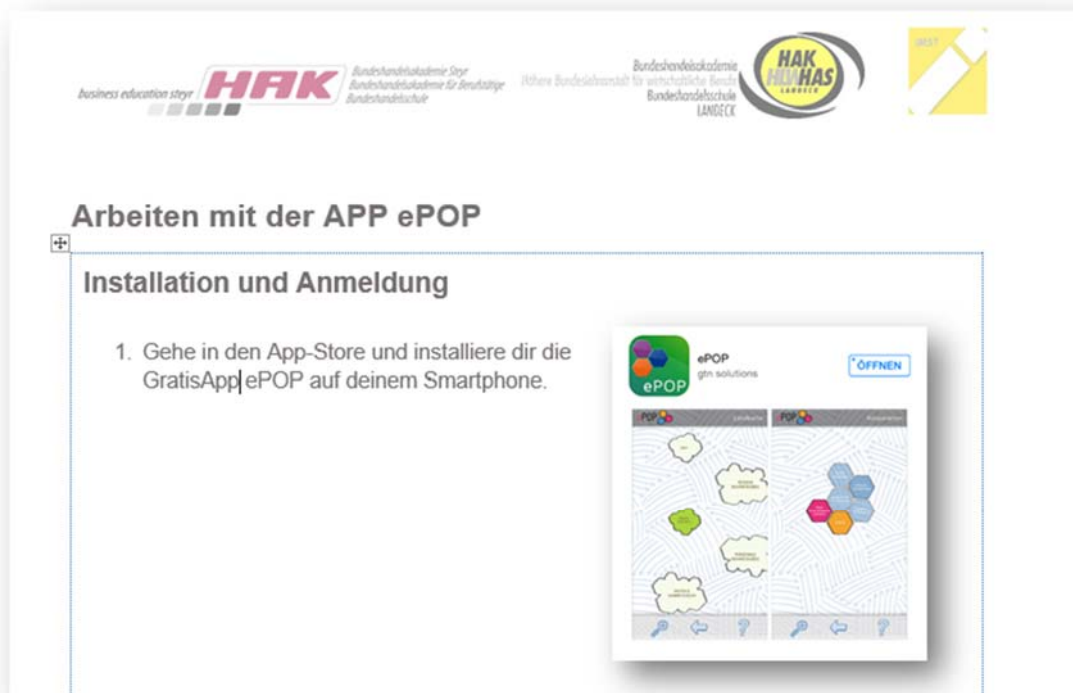 business education steyr HAK
Bundeshandelsakademie Steyr
Bundeshandelsakademie für Berufstätige
Bundeshandelsschule
Bundeshandelsakademie
Höhere Bundeslehranstalt für wirtschaftliche Berufe
Bundeshandelsschule
LANDECK
HAK
HLW HAS
LANDECK
Arbeiten mit der APP ePOP
Installation und Anmeldung
1. Gehe in den App-Store und installiere dir die
GratisApp ePOP auf deinem Smartphone.
ePOP
ePOP
gtn solutions
ÖFFNEN